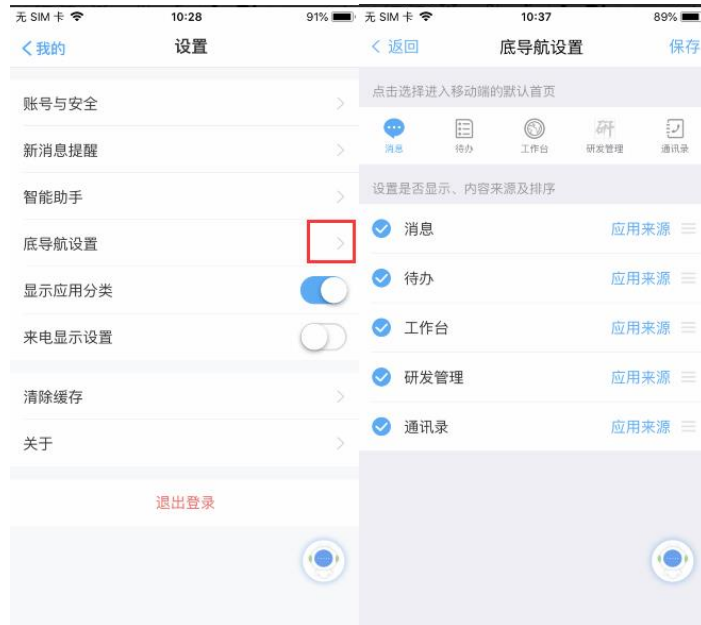 无 SIM 卡 10:28 91%
我的 设置
账号与安全
新消息提醒
智能助手
底导航设置
显示应用分类
来电显示设置
清除缓存
关于
退出登录
无 SIM 卡 10:37 89%
返回 底导航设置 保存
点击选择进入移动端的默认首页
研
消息 待办 工作台 研发管理 通讯录
设置是否显示、内容来源及排序
消息 应用来源
待办 应用来源
工作台 应用来源
研发管理 应用来源
通讯录 应用来源